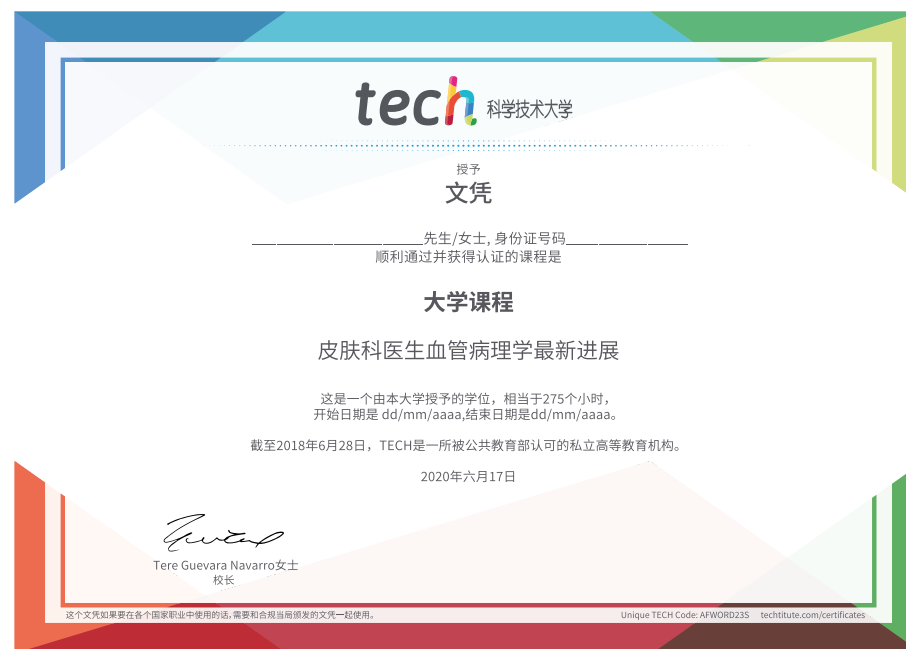 tech 科学技术大学
授予
文凭
先生/女士, 身份证号码
顺利通过并获得认证的课程是
大学课程
皮肤科医生血管病理学最新进展
这是一个由本大学授予的学位，相当于275个小时，
开始日期是 dd/mm/aaaa,结束日期是dd/mm/aaaa。
截至2018年6月28日，TECH是一所被公共教育部认可的私立高等教育机构。
2020年六月17日
Tere Guevara Navarro女士
校长
这个文凭如果要在各个国家职业中使用的话,需要和合规当局颁发的文凭一起使用。
Unique TECH Code: AFWORD23S techtitute.com/certificates